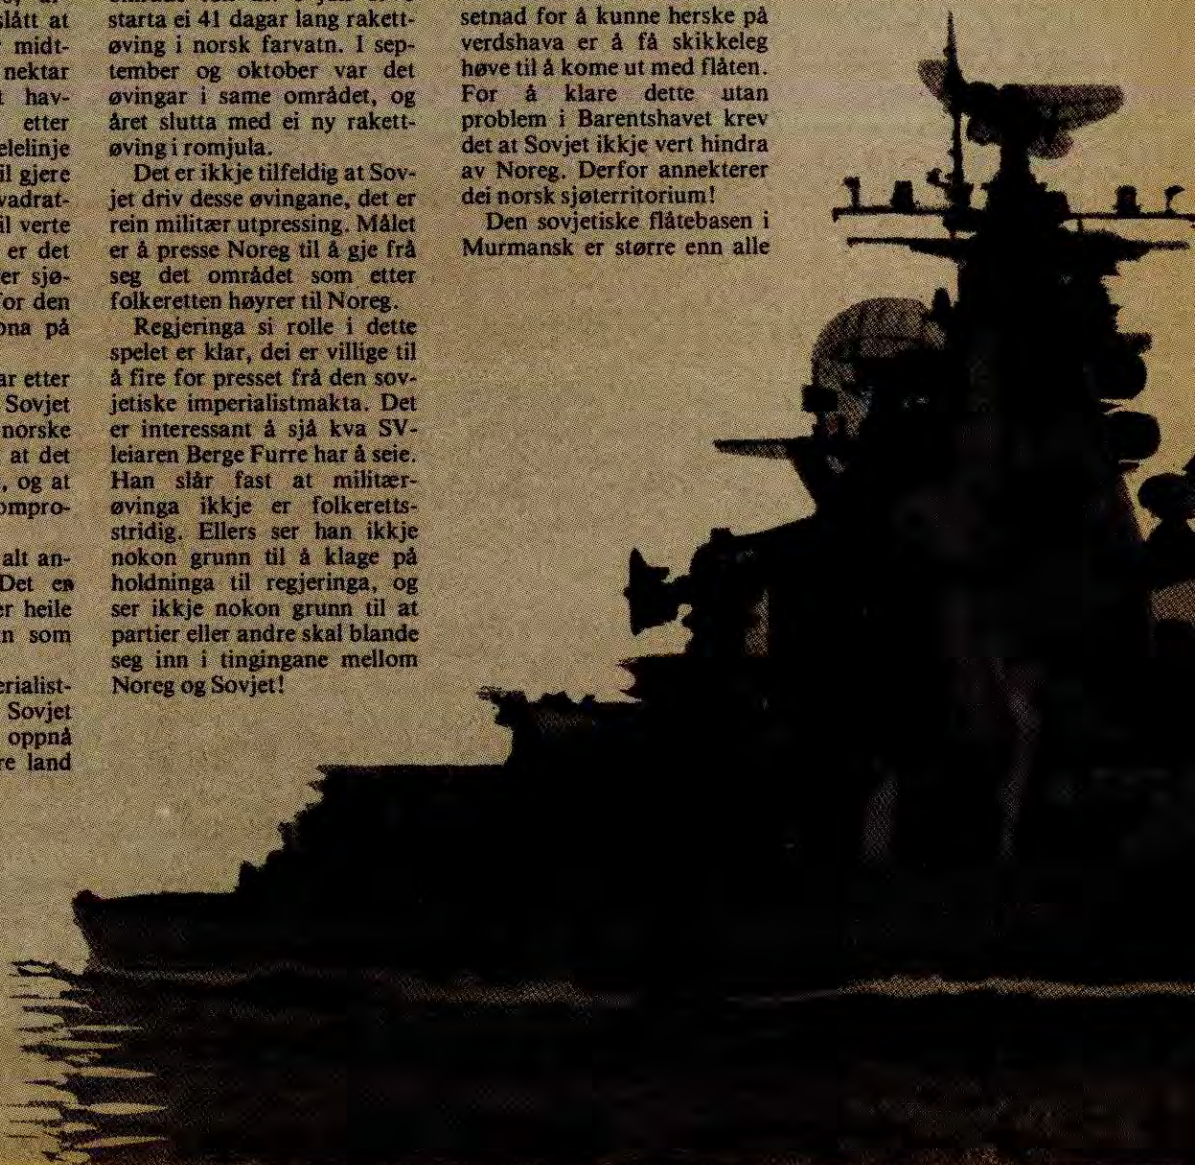 slått at
midt-
nektar
hav-
etter
elelinje
il gjere
vadrat-
il verte
er det
er sjø-
for den
ona på
ar etter
Sovjet
norske
at det
, og at
ompro-
alt an-
Det en
er heile
n som
erialist-
Sovjet
oppnå
re land
starta ei 41 dagar lang rakett-
øving i norsk farvatn. I sep-
tember og oktober var det
øvingar i same området, og
året slutta med ei ny rakett-
øving i romjula.
Det er ikkje tilfeldig at Sov-
jet driv desse øvingane, det er
rein militær utpressing. Målet
er å presse Noreg til å gje frå
seg det området som etter
folkeretten høyrer til Noreg.
Regjeringa si rolle i dette
spelet er klar, dei er villige til
å fire for presset frå den sov-
jetiske imperialistmakta. Det
er interessant å sjå kva SV-
leiaren Berge Furre har å seie.
Han slår fast at militær-
øvinga ikkje er folkeretts-
stridig. Ellers ser han ikkje
nokon grunn til å klage på
holdninga til regjeringa, og
ser ikkje nokon grunn til at
partier eller andre skal blande
seg inn i tingingane mellom
Noreg og Sovjet!
setnad for å kunne herske på
verdshava er å få skikkeleg
høve til å kome ut med flåten.
For å klare dette utan
problem i Barentshavet krev
det at Sovjet ikkje vert hindra
av Noreg. Derfor annekterer
dei norsk sjøterritorium!
Den sovjetiske flåtebasen i
Murmansk er større enn alle